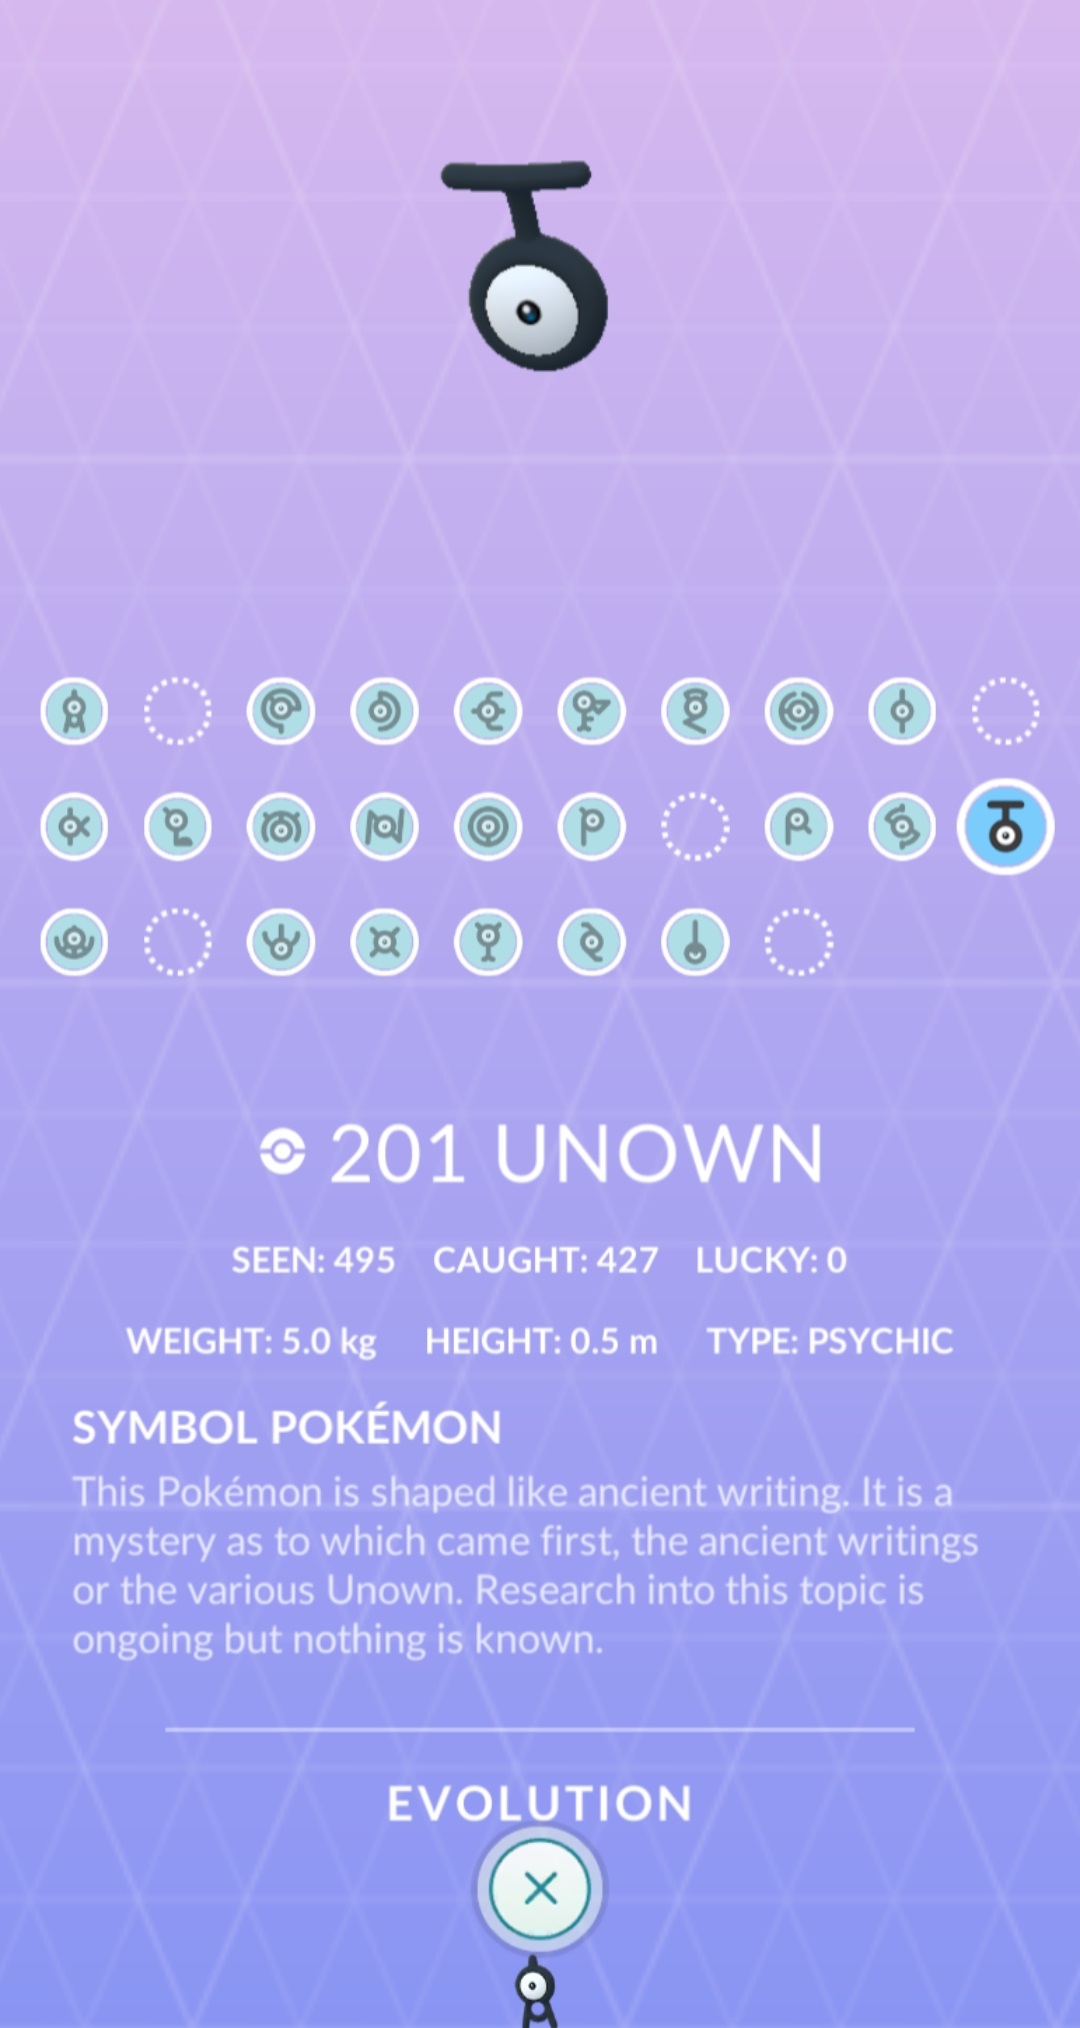 201 UNOWN
SEEN: 495 CAUGHT: 427 LUCKY: 0
WEIGHT: 5.0 kg HEIGHT: 0.5 m TYPE: PSYCHIC
SYMBOL POKÉMON
This Pokémon is shaped like ancient writing. It is a
mystery as to which came first, the ancient writings
or the various Unown. Research into this topic is
ongoing but nothing is known.
EVOLUTION